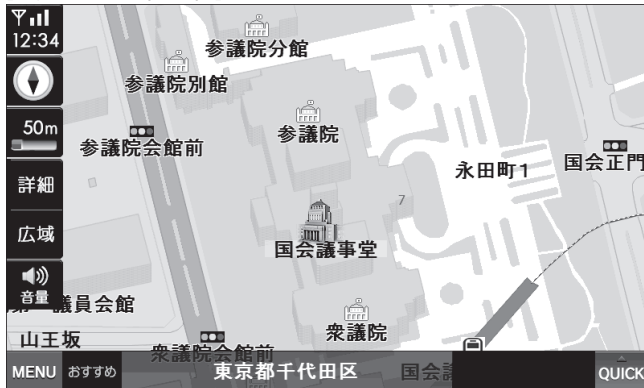 12:34
参議院分館
参議院別館
50m
参議院
参議院会館前
国会正門
永田町1
詳細
7
広域
国会議事堂
音量
議員会館
衆議院
山王坂
衆議院会館前
MENU
おすすめ
東京都千代田区
国会
QUICK